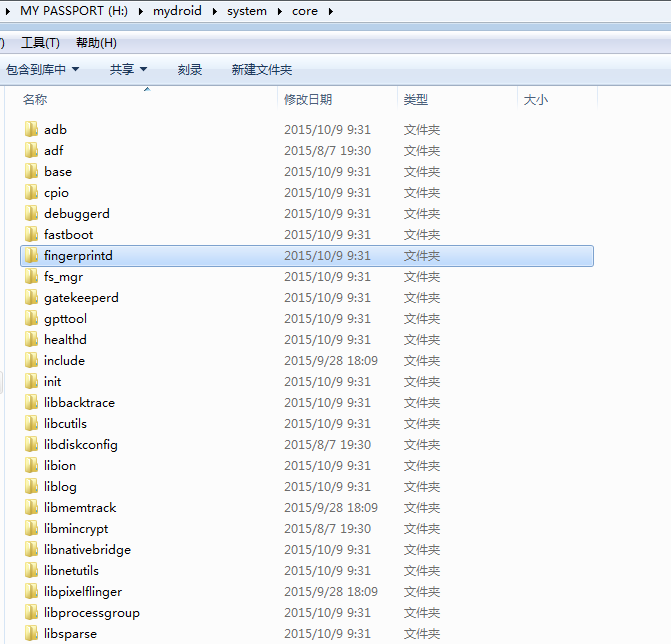 MY PASSPORT (H:) mydroid system core
) 工具(T) 帮助(H)
包含到库中 共享 刻录 新建文件夹
名称 修改日期 类型 大小
adb 2015/10/9 9:31 文件夹
adf 2015/8/7 19:30 文件夹
base 2015/10/9 9:31 文件夹
cpio 2015/10/9 9:31 文件夹
debuggerd 2015/10/9 9:31 文件夹
fastboot 2015/10/9 9:31 文件夹
fingerprintd 2015/10/9 9:31 文件夹
fs_mgr 2015/10/9 9:31 文件夹
gatekeeperd 2015/10/9 9:31 文件夹
gpttool 2015/10/9 9:31 文件夹
healthd 2015/10/9 9:31 文件夹
include 2015/9/28 18:09 文件夹
init 2015/10/9 9:31 文件夹
libbacktrace 2015/10/9 9:31 文件夹
libcutils 2015/10/9 9:31 文件夹
libdiskconfig 2015/8/7 19:30 文件夹
libion 2015/10/9 9:31 文件夹
liblog 2015/10/9 9:31 文件夹
libmemtrack 2015/9/28 18:09 文件夹
libmincrypt 2015/8/7 19:30 文件夹
libnativebridge 2015/10/9 9:31 文件夹
libnetutils 2015/10/9 9:31 文件夹
libpixelflinger 2015/9/28 18:09 文件夹
libprocessgroup 2015/10/9 9:31 文件夹
libsparse 2015/10/9 9:31 文件夹